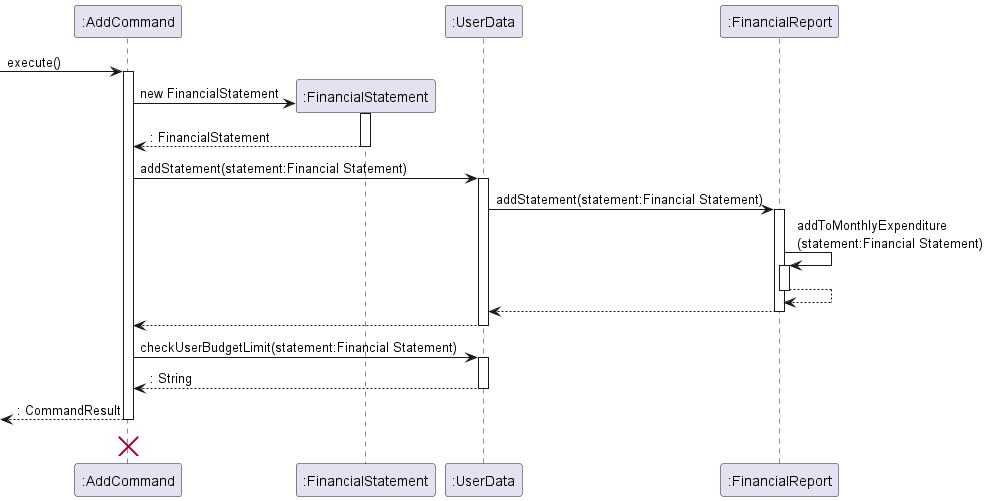 :AddCommand
:UserData
:FinancialReport
execute()
new FinancialStatement
:FinancialStatement
: FinancialStatement
addStatement(statement:Financial Statement)
addStatement(statement:Financial Statement)
addToMonthlyExpenditure
(statement:Financial Statement)
checkUserBudgetLimit(statement:Financial Statement)
: String
: CommandResult
:AddCommand
:FinancialStatement
:UserData
:FinancialReport